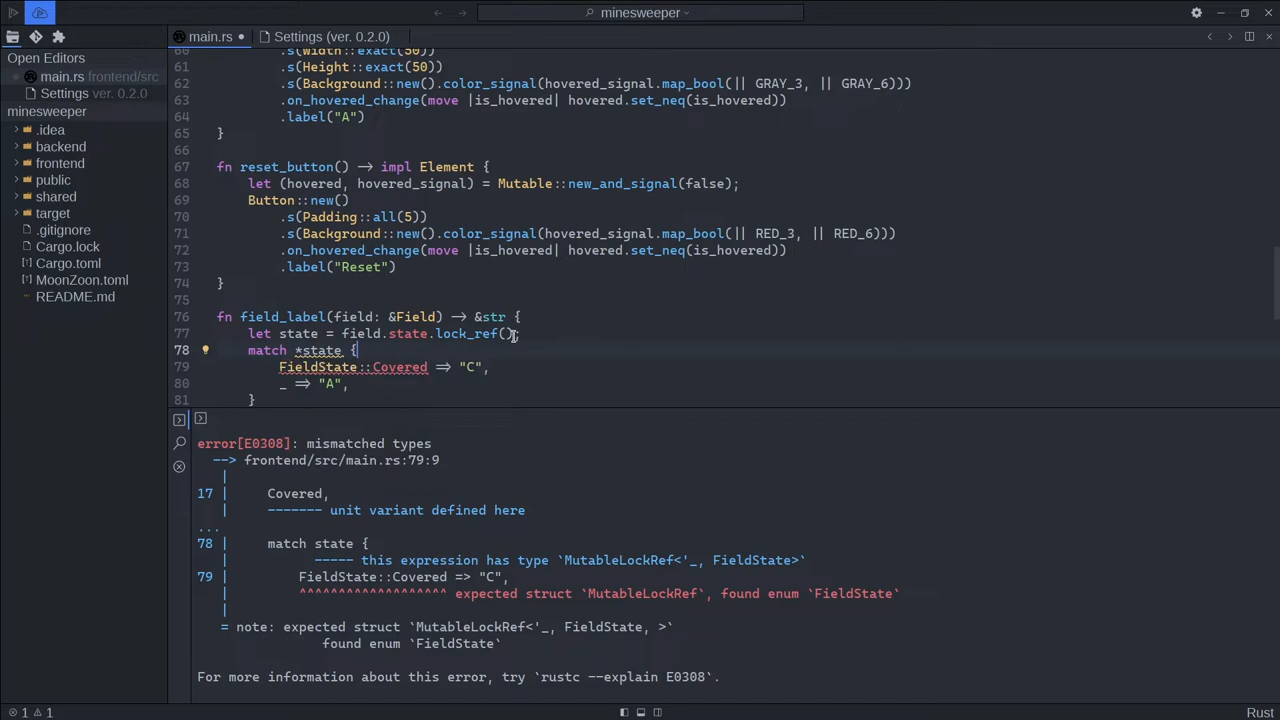 minesweeper
main.rs
Settings (ver. 0.2.0)
Open Editors
main.rs frontend/src
Settings ver. 0.2.0
minesweeper
.idea
backend
frontend
public
shared
target
.gitignore
Cargo.lock
Cargo.toml
MoonZoon.toml
README.md
60 .s(Width::exact(50))
61 .s(Height::exact(50))
62 .s(Background::new().color_signal(hovered_signal.map_bool(|| GRAY_3, || GRAY_6)))
63 .on_hovered_change(move |is_hovered| hovered.set_neq(is_hovered))
64 .label("A")
65 }
66
67 fn reset_button() -> impl Element {
68 let (hovered, hovered_signal) = Mutable::new_and_signal(false);
69 Button::new()
70 .s(Padding::all(5))
71 .s(Background::new().color_signal(hovered_signal.map_bool(|| RED_3, || RED_6)))
72 .on_hovered_change(move |is_hovered| hovered.set_neq(is_hovered))
73 .label("Reset")
74 }
75
76 fn field_label(field: &Field) -> &str {
77 let state = field.state.lock_ref();
78 match *state {
79 FieldState::Covered => "C",
80 _ => "A",
81 }
error[E0308]: mismatched types
--> frontend/src/main.rs:79:9
|
17 | Covered,
| ------- unit variant defined here
...
78 | match state {
| ----- this expression has type `MutableLockRef<'_, FieldState>`
79 | FieldState::Covered => "C",
| ^^^^^^^^^^^^^^^^^^^ expected struct `MutableLockRef`, found enum `FieldState`
|
= note: expected struct `MutableLockRef<'_, FieldState, >`
found enum `FieldState`
For more information about this error, try `rustc --explain E0308`.
1 1
Rust